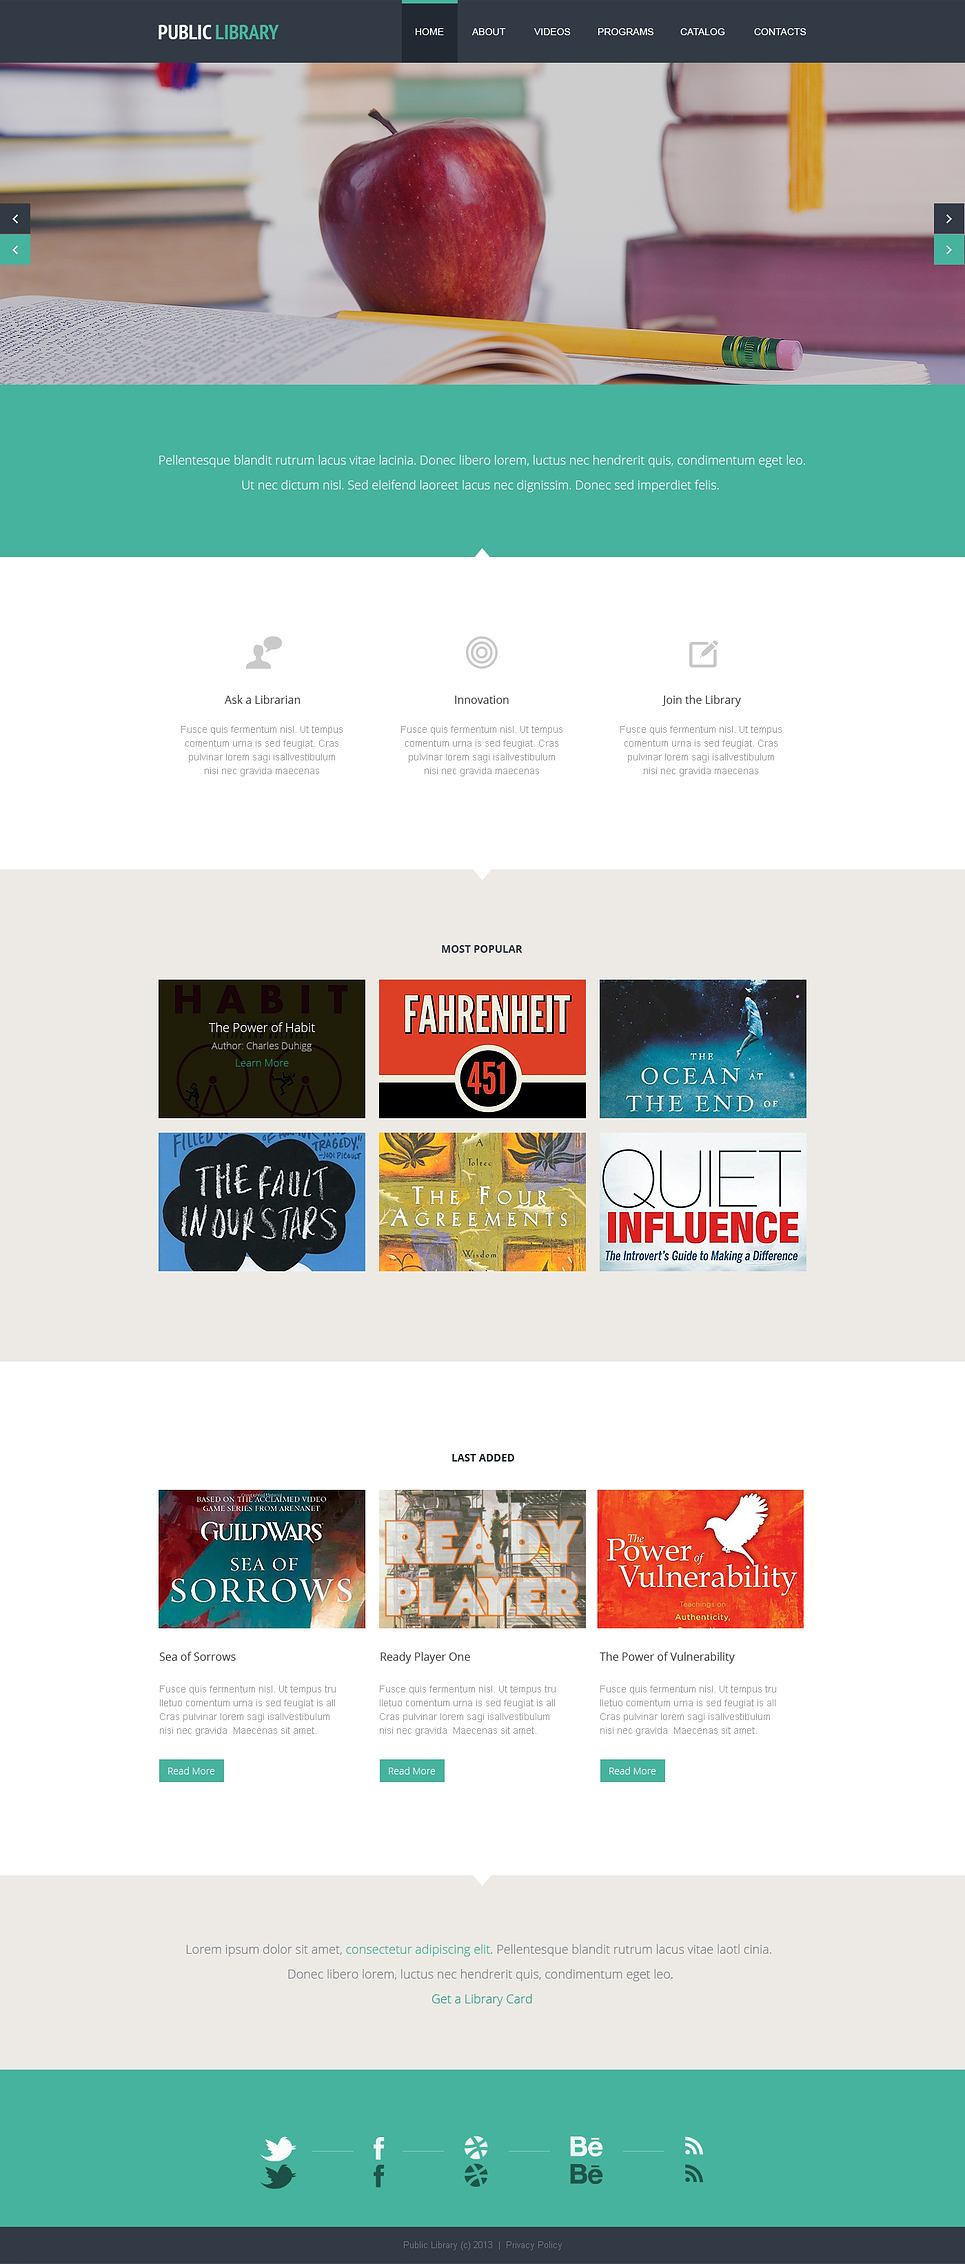 PUBLIC LIBRARY
HOME ABOUT VIDEOS PROGRAMS CATALOG CONTACTS
Pellentesque blandit rutrum lacus vitae lacinia. Donec libero lorem, luctus nec hendrerit quis, condimentum eget leo.
Ut nec dictum nisl. Sed eleifend laoreet lacus nec dignissim. Donec sed imperdiet felis.
Ask a Librarian
Fusce quis fermentum nisl. Ut tempus
comentum urna is sed feugiat. Cras
pulvinar lorem sagi isallvestibulum
nisi nec gravida maecenas
Innovation
Fusce quis fermentum nisl. Ut tempus
comentum urna is sed feugiat. Cras
pulvinar lorem sagi isallvestibulum
nisi nec gravida maecenas
Join the Library
Fusce quis fermentum nisl. Ut tempus
comentum urna is sed feugiat. Cras
pulvinar lorem sagi isallvestibulum
nisi nec gravida maecenas
MOST POPULAR
HABIT
The Power of Habit
Author: Charles Duhigg
Learn More
FAHRENHEIT
451
THE
OCEAN AT
THE END OF
TRAGEDY."
-JODI PICOULT
THE FAULT
IN OUR STARS
A
Toltec
THE FOUR
AGREEMENTS
Wisdom
QUIET
INFLUENCE
The Introvert's Guide to Making a Difference
LAST ADDED
BASED ON THE ACCLAIMED VIDEO
GAME SERIES FROM ARENANET
GUILDWARS
SEA OF
SORROWS
READY
PLAYER
The
Power of
Vulnerability
Teachings on
Authenticity,
Sea of Sorrows
Fusce quis fermentum nisl. Ut tempus tru
lletuo comentum urna is sed feugiat is all
Cras pulvinar lorem sagi isallvestibulum
nisi nec gravida Maecenas sit amet.
Read More
Ready Player One
Fusce quis fermentum nisl. Ut tempus tru
lletuo comentum urna is sed feugiat is all
Cras pulvinar lorem sagi isallvestibulum
nisi nec gravida Maecenas sit amet.
Read More
The Power of Vulnerability
Fusce quis fermentum nisl. Ut tempus tru
lletuo comentum urna is sed feugiat is all
Cras pulvinar lorem sagi isallvestibulum
nisi nec gravida Maecenas sit amet.
Read More
Lorem ipsum dolor sit amet, consectetur adipiscing elit. Pellentesque blandit rutrum lacus vitae laotl cinia.
Donec libero lorem, luctus nec hendrerit quis, condimentum eget leo.
Get a Library Card
Bē
Bē
Public Library (c) 2013 | Privacy Policy